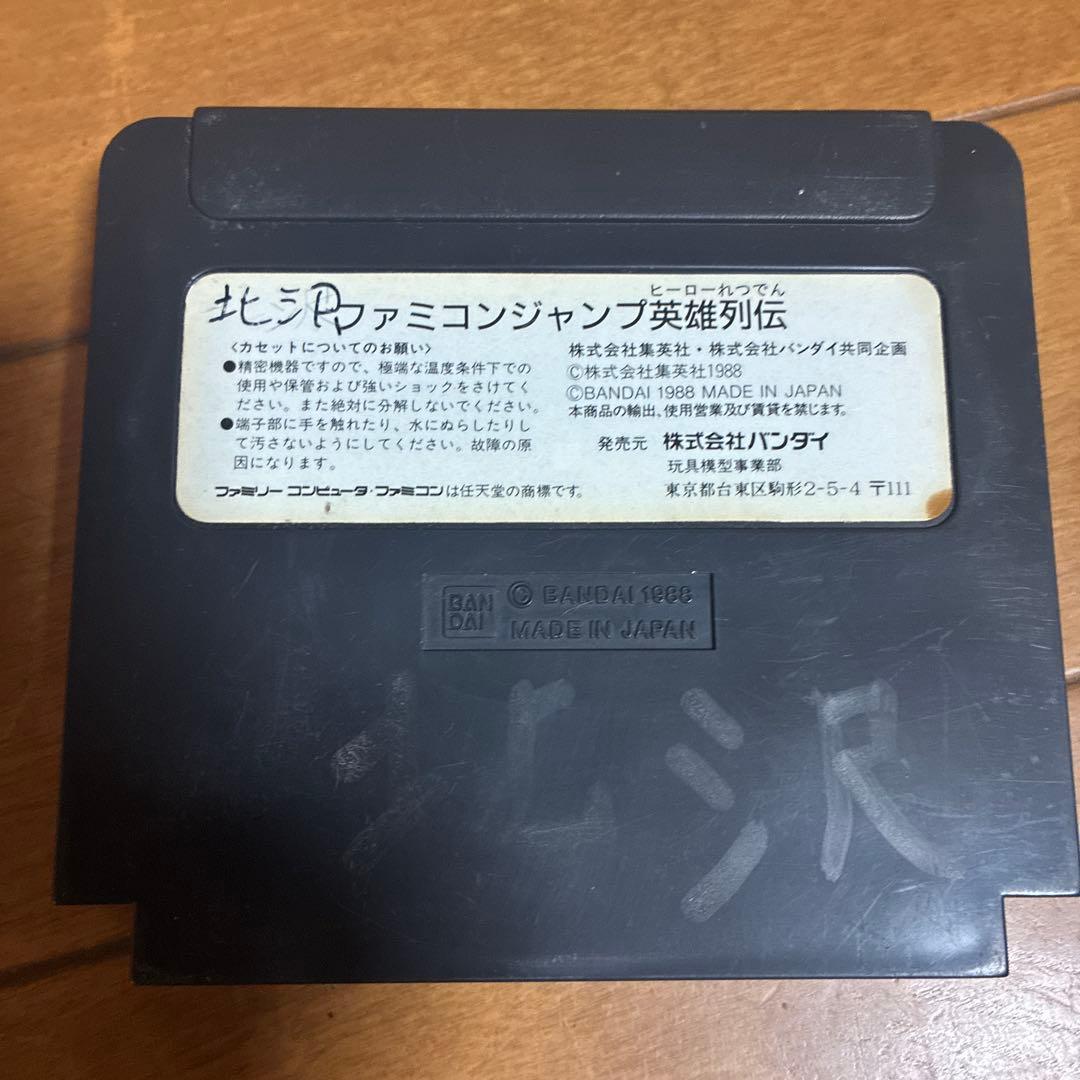 北沢
ヒーローれつでん
ファミコンジャンプ英雄列伝
〈カセットについてのお願い〉
●精密機器ですので、極端な温度条件下での
使用や保管および強いショックをさけてく
ださい。また絶対に分解しないでください。
●端子部に手を触れたり、水にぬらしたりし
て汚さないようにしてください。故障の原
因になります。
ファミリーコンピュータ・ファミコンは任天堂の商標です。
株式会社集英社・株式会社バンダイ共同企画
©株式会社集英社1988
©BANDAI 1988 MADE IN JAPAN
本商品の輸出、使用営業及び賃貸を禁じます。
発売元 株式会社バンダイ
玩具模型事業部
東京都台東区駒形2-5-4 〒111
BAN
DAI
© BANDAI 1988
MADE IN JAPAN
北沢